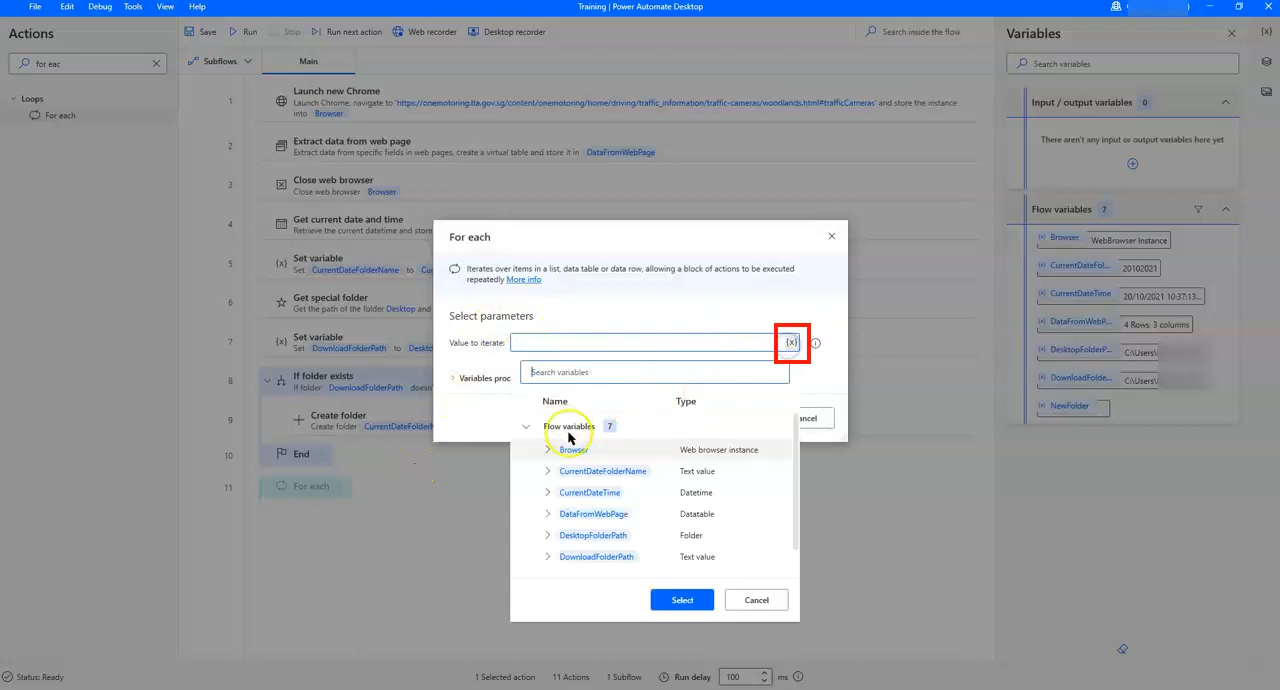 File Edit Debug Tools View Help
Training | Power Automate Desktop
Actions
Save Run Stop Run next action Web recorder Desktop recorder
Search inside the flow
Variables
for eac
Subflows
Main
Search variables
Loops
For each
1
Launch new Chrome
Launch Chrome, navigate to 'https://onemotoring.lta.gov.sg/content/onemotoring/home/driving/traffic_information/traffic-cameras/woodlands.html#trafficCameras' and store the instance
into Browser
2
Extract data from web page
Extract data from specific fields in web pages, create a virtual table and store it in DataFromWebPage
3
Close web browser
Close web browser Browser
4
Get current date and time
Retrieve the current datetime and store
5
Set variable
Set CurrentDateFolderName to Cu
6
Get special folder
Get the path of the folder Desktop and
7
Set variable
Set DownloadFolderPath to Deskto
8
If folder exists
If folder DownloadFolderPath doesn'
9
Create folder
Create folder CurrentDateFolderN
10
End
11
For each
For each
Iterates over items in a list, data table or data row, allowing a block of actions to be executed
repeatedly More info
Select parameters
Value to iterate:
{x}
Variables proc
ancel
Search variables
Name Type
Flow variables 7
Browser Web browser instance
CurrentDateFolderName Text value
CurrentDateTime Datetime
DataFromWebPage Datatable
DesktopFolderPath Folder
DownloadFolderPath Text value
Select Cancel
Input / output variables 0
There aren't any input or output variables here yet
Flow variables 7
Browser WebBrowser Instance
CurrentDateFol... 20102021
CurrentDateTime 20/10/2021 10:37:13...
DataFromWebP... 4 Rows, 3 columns
DesktopFolderP... C:\Users\
DownloadFolde... C:\Users\
NewFolder
Status: Ready
1 Selected action 11 Actions 1 Subflow Run delay 100 ms